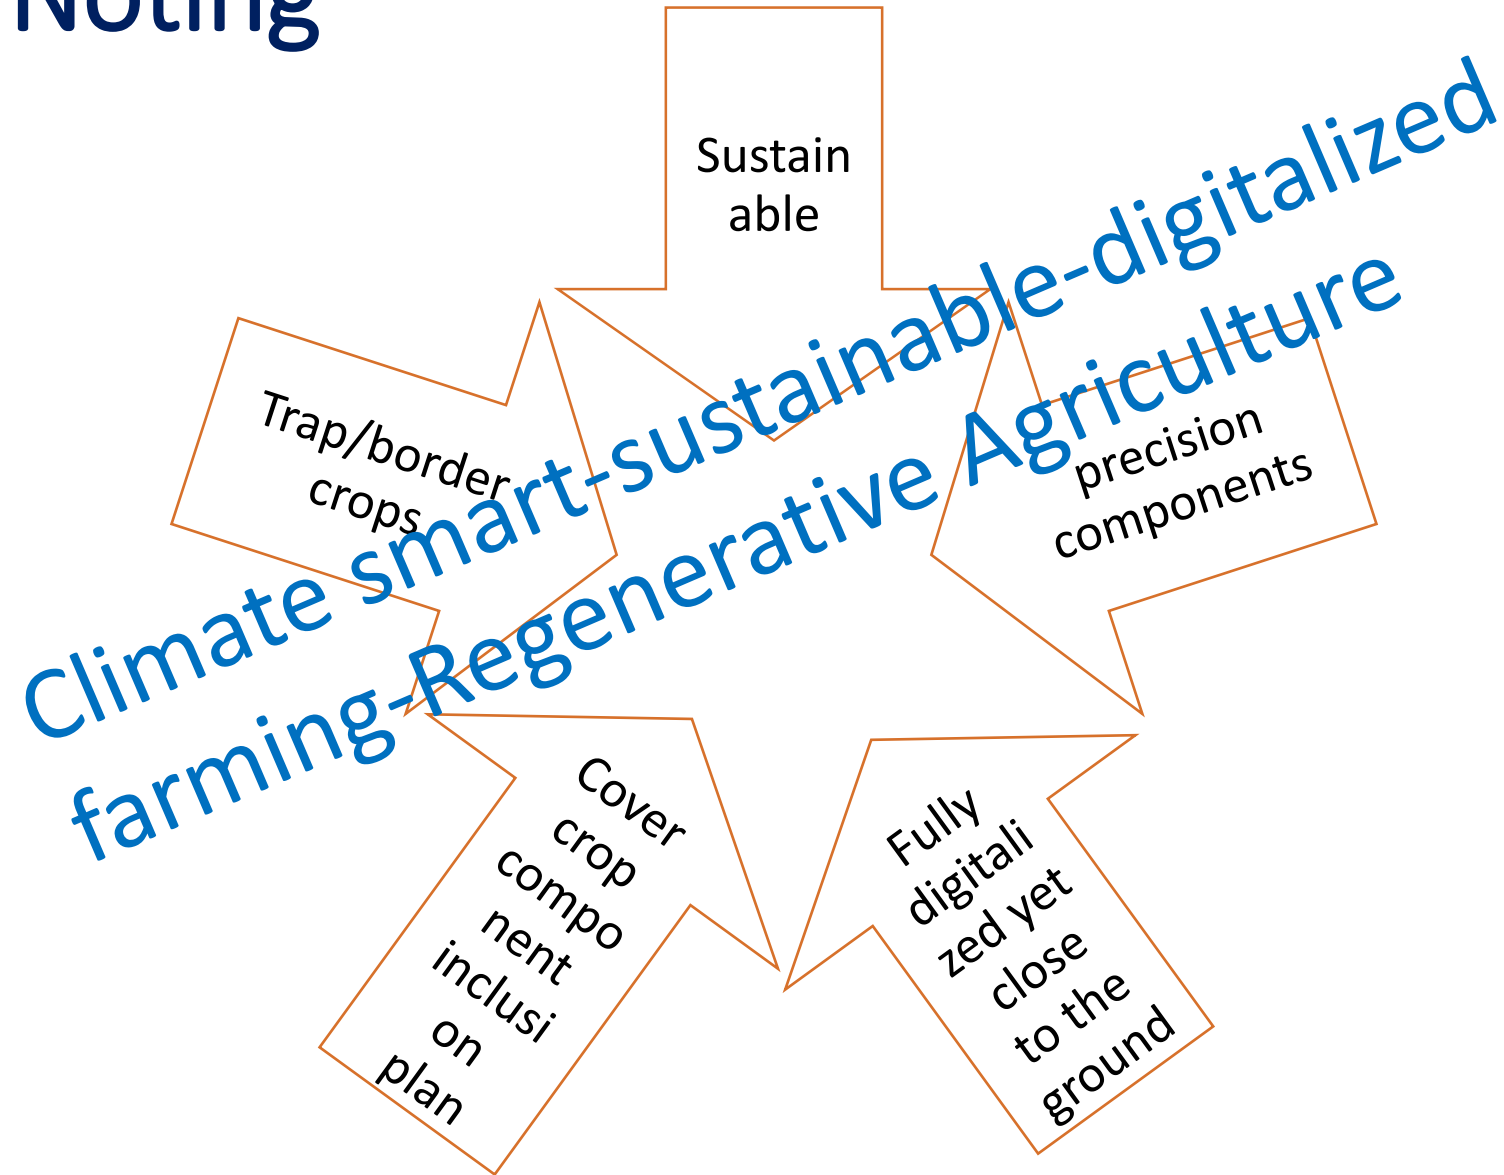 Noting
Sustain
able
Climate smart-sustainable-digitalized
farming-Regenerative Agriculture
Trap/border
crops
precision
components
Cover
crop
compo
nent
inclusi
on
plan
Fully
digitali
zed yet
close
to the
ground